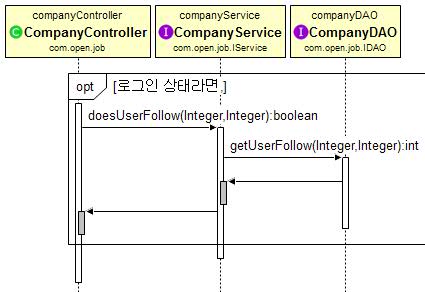 companyController
C CompanyController
com.open.job
companyService
I CompanyService
com.open.job.IService
companyDAO
I CompanyDAO
com.open.job.IDAO
opt
[로그인 상태라면,]
doesUserFollow(Integer,Integer):boolean
getUserFollow(Integer,Integer):int